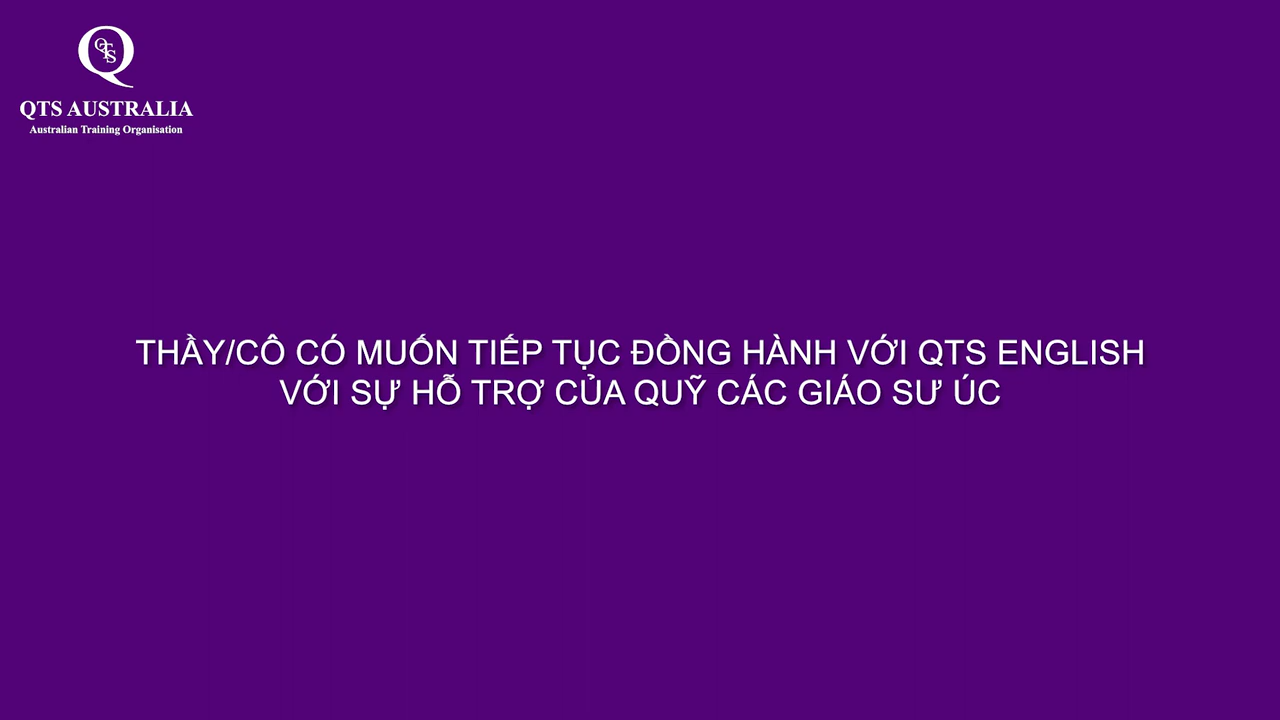 QTS
QTS AUSTRALIA
Australian Training Organisation
THẦY/CÔ CÓ MUỐN TIẾP TỤC ĐỒNG HÀNH VỚI QTS ENGLISH
VỚI SỰ HỖ TRỢ CỦA QUỸ CÁC GIÁO SƯ ÚC